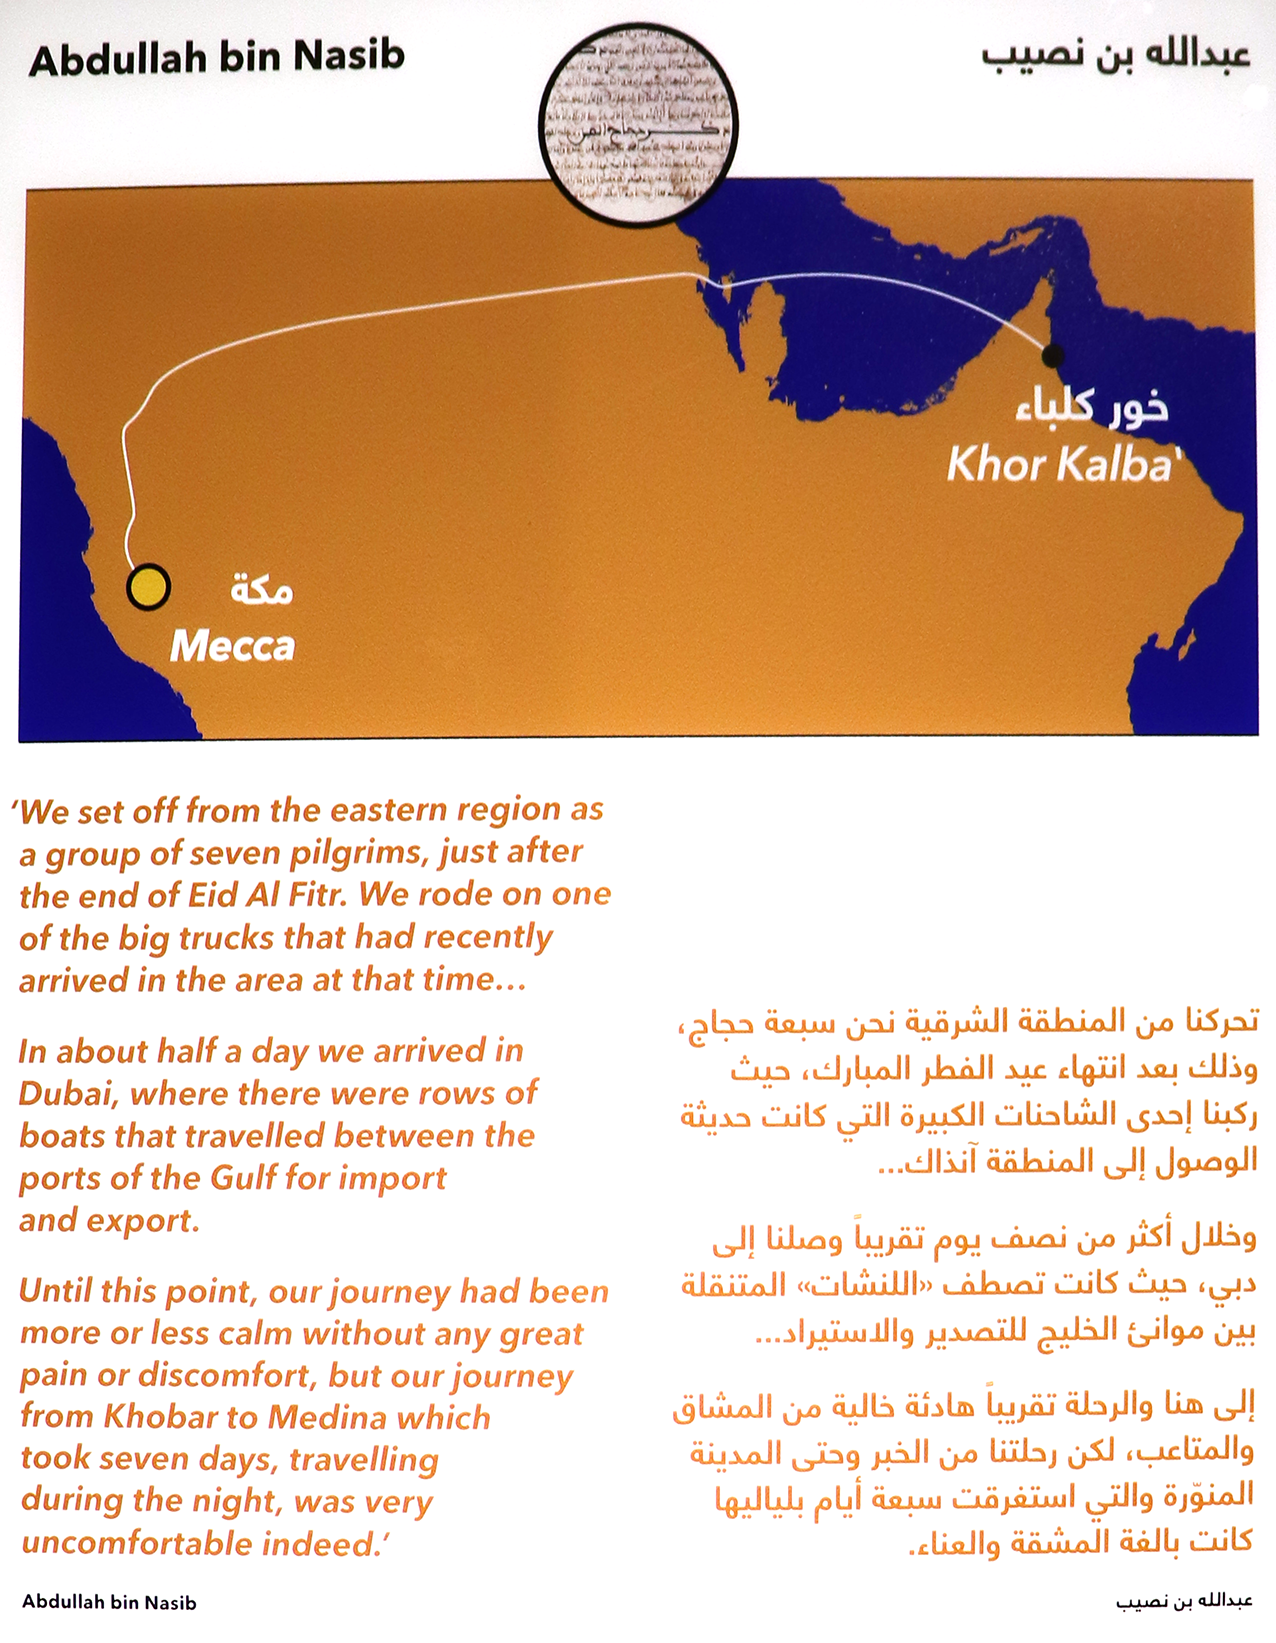 Abdullah bin Nasib
عبدالله بن نصيب
خور كلباء
Khor Kalba‘
مكة
Mecca
‘We set off from the eastern region as
a group of seven pilgrims, just after
the end of Eid Al Fitr. We rode on one
of the big trucks that had recently
arrived in the area at that time...
In about half a day we arrived in
Dubai, where there were rows of
boats that travelled between the
ports of the Gulf for import
and export.
Until this point, our journey had been
more or less calm without any great
pain or discomfort, but our journey
from Khobar to Medina which
took seven days, travelling
during the night, was very
uncomfortable indeed.’
Abdullah bin Nasib
تحركنا من المنطقة الشرقية نحن سبعة حجاج،
وذلك بعد انتهاء عيد الفطر المبارك، حيث
ركبنا إحدى الشاحنات الكبيرة التي كانت حديثة
الوصول إلى المنطقة آنذاك...
وخلال أكثر من نصف يوم تقريباً وصلنا إلى
دبي، حيث كانت تصطف «اللنشات» المتنقلة
بين موانئ الخليج للتصدير والاستيراد...
إلى هنا والرحلة تقريباً هادئة خالية من المشاق
والمتاعب، لكن رحلتنا من الخبر وحتى المدينة
المنوّرة والتي استغرقت سبعة أيام بلياليها
كانت بالغة المشقة والعناء.
عبدالله بن نصيب